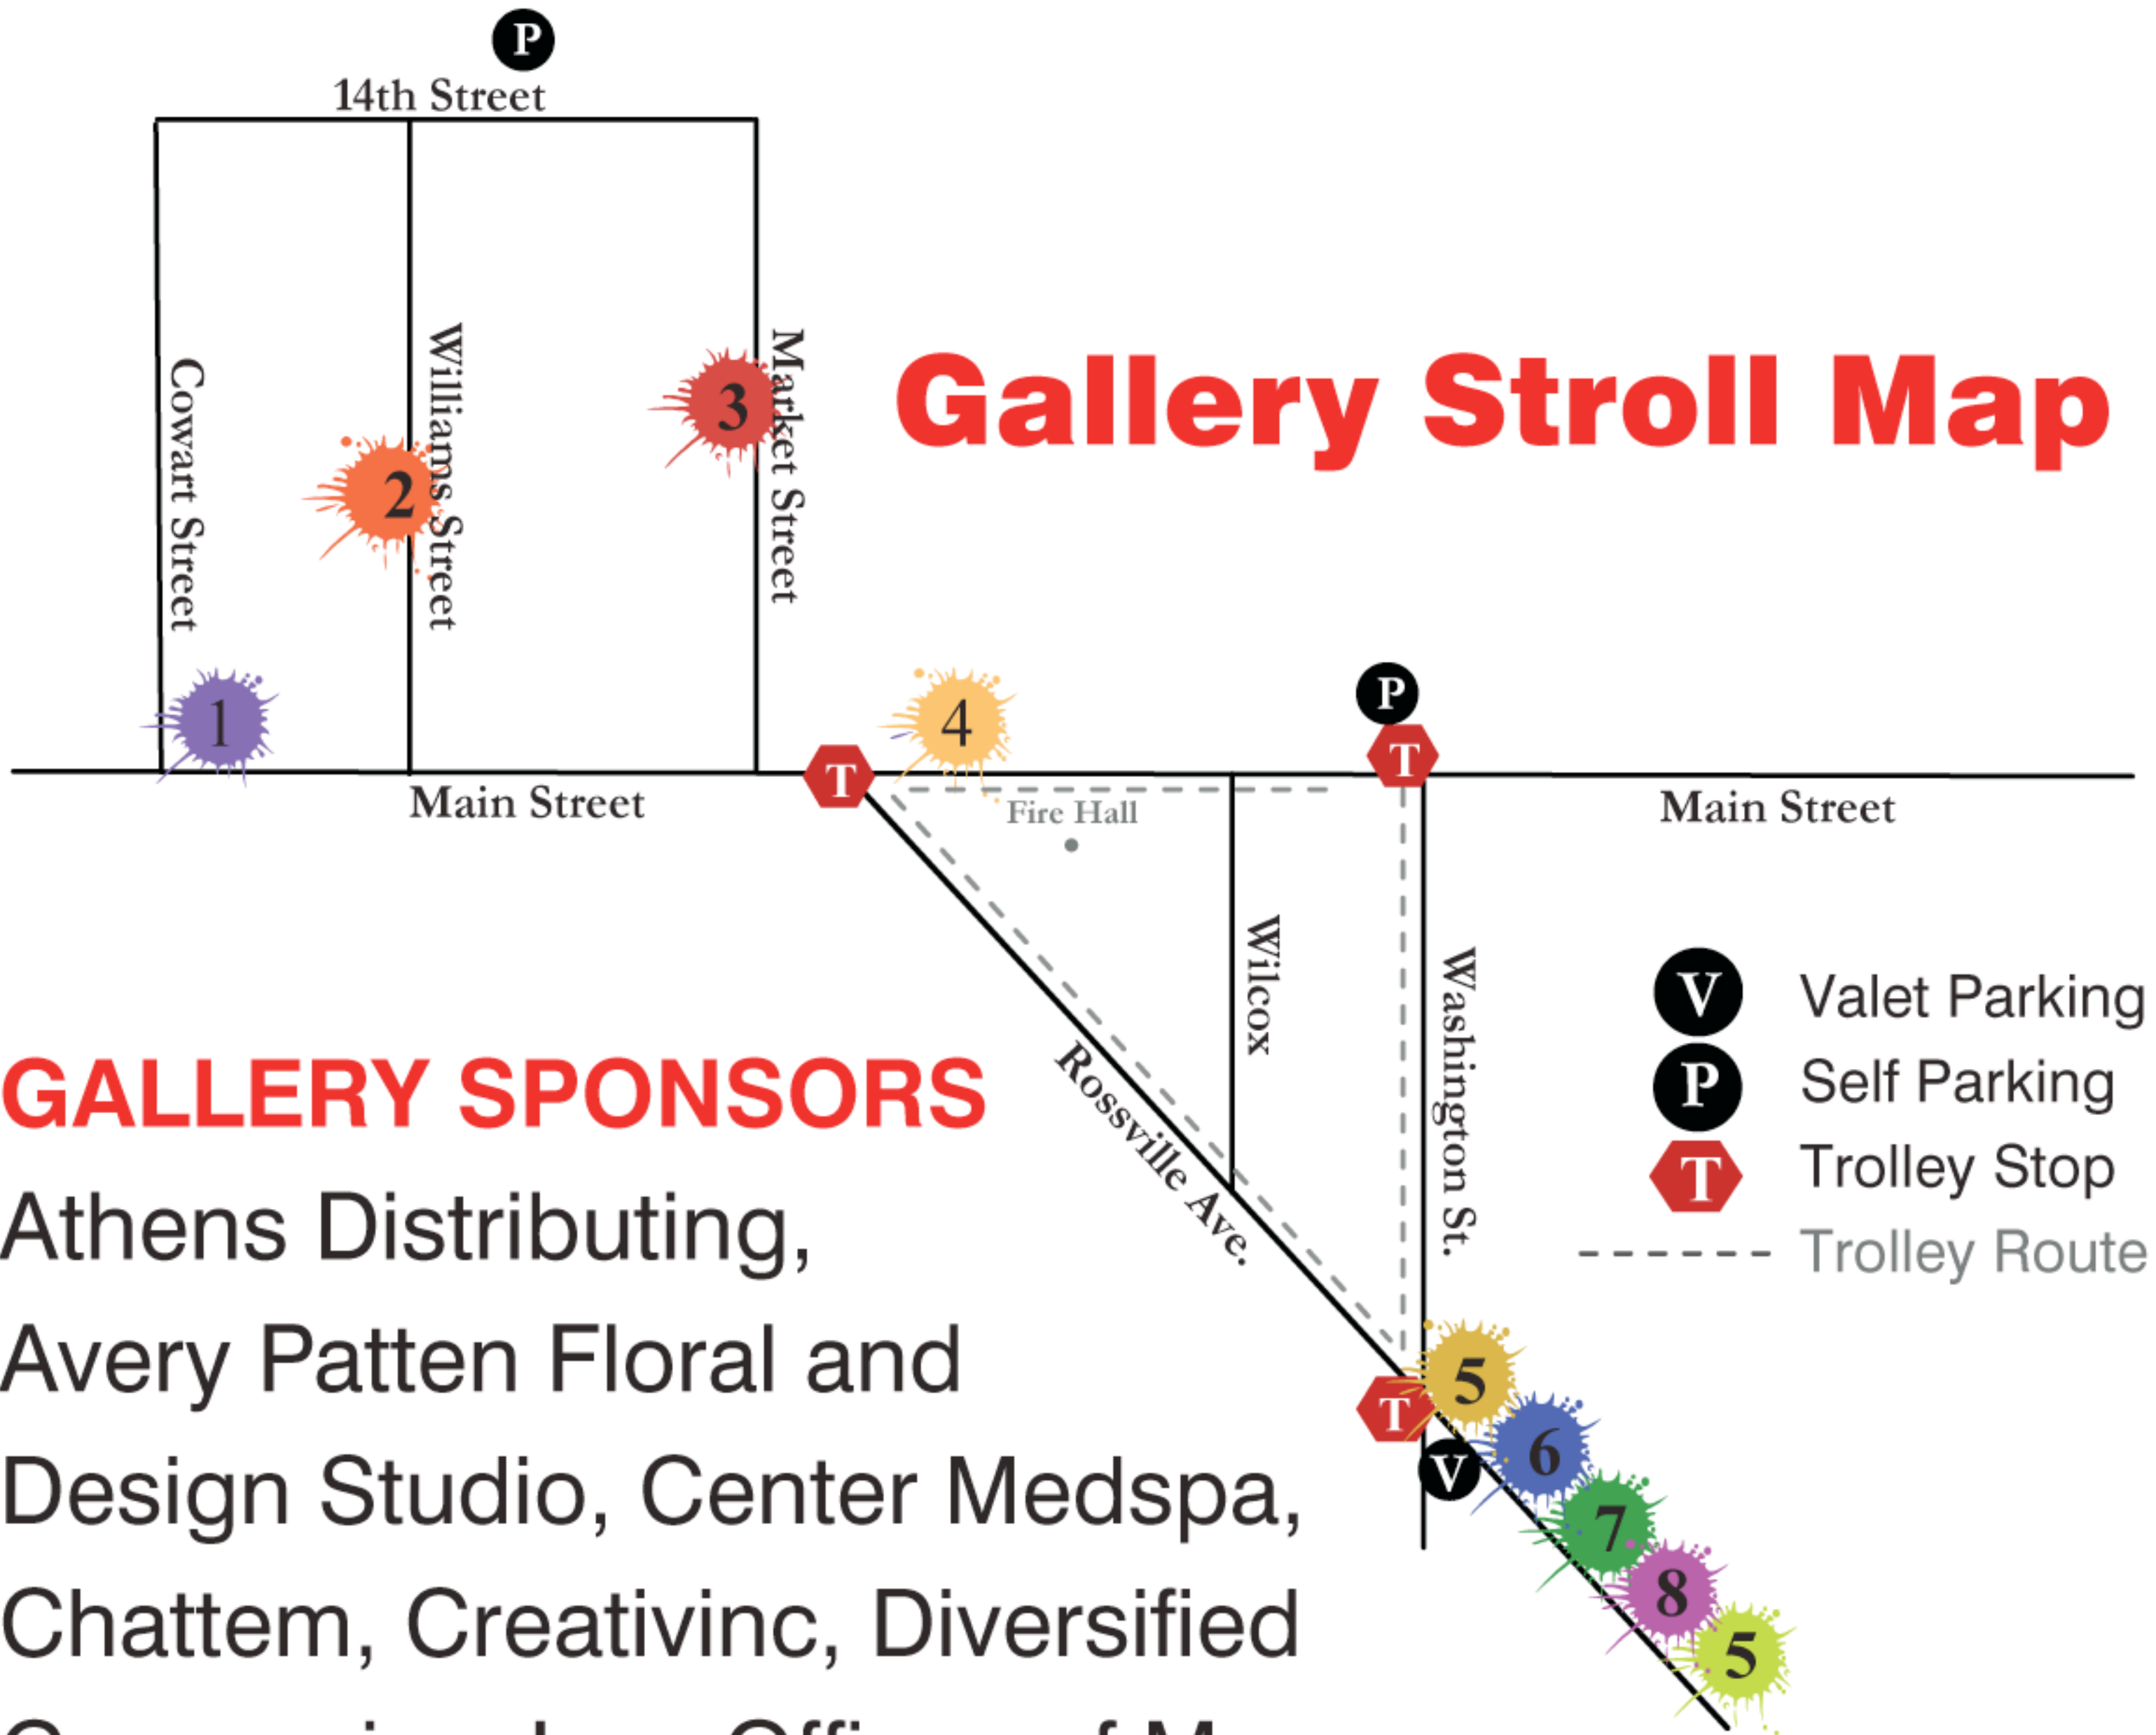 P
14th Street
Cowart Street
Williams Street
Market Street
1
2
3
Gallery Stroll Map
4
P
T
T
Main Street
Fire Hall
Main Street
Wilcox
Washington St.
Rossville Ave.
V Valet Parking
P Self Parking
T Trolley Stop
Trolley Route
T
V
5
6
7
8
5
GALLERY SPONSORS
Athens Distributing,
Avery Patten Floral and
Design Studio, Center Medspa,
Chattem, Creativinc, Diversified